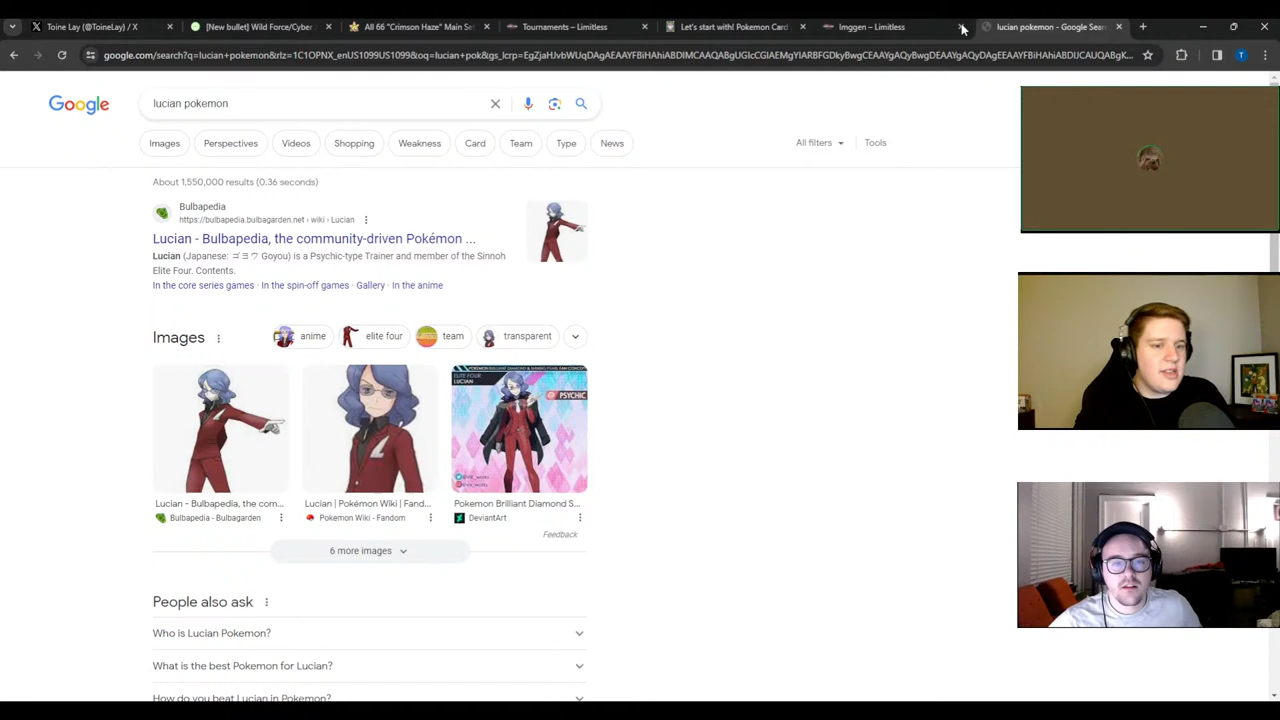 Toine Lay (@ToineLay) / X
[New bullet] Wild Force/Cyber
All 66 "Crimson Haze" Main Se
Tournaments – Limitless
Let's start with! Pokemon Card
Imggen – Limitless
lucian pokemon - Google Sear
google.com/search?q=lucian+pokemon&rlz=1C1OPNX_enUS1099US1099&oq=lucian+pok&gs_lcrp=
T
Google
lucian pokemon
Images
Perspectives
Videos
Shopping
Weakness
Card
Team
Type
News
All filters
Tools
About 1,550,000 results (0.36 seconds)
Bulbapedia
https://bulbapedia.bulbagarden.net › wiki › Lucian
Lucian - Bulbapedia, the community-driven Pokémon ...
Lucian (Japanese: ゴヨウ Goyou) is a Psychic-type Trainer and member of the Sinnoh
Elite Four. Contents.
In the core series games · In the spin-off games · Gallery · In the anime
Images
anime
elite four
team
transparent
ELITE FOUR
LUCIAN
PSYCHIC
Lucian - Bulbapedia, the com...
Bulbapedia - Bulbagarden
Lucian | Pokémon Wiki | Fand...
Pokemon Wiki - Fandom
Pokemon Brilliant Diamond S...
DeviantArt
Feedback
6 more images
People also ask
Who is Lucian Pokemon?
What is the best Pokemon for Lucian?
How do you beat Lucian in Pokemon?